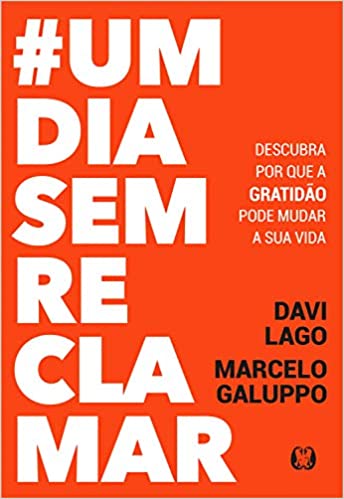 #UM
DIA
SEM
RE
CLA
MAR
DESCUBRA
POR QUE A
GRATIDÃO
PODE MUDAR
A SUA VIDA
DAVI
LAGO
MARCELO
GALUPPO